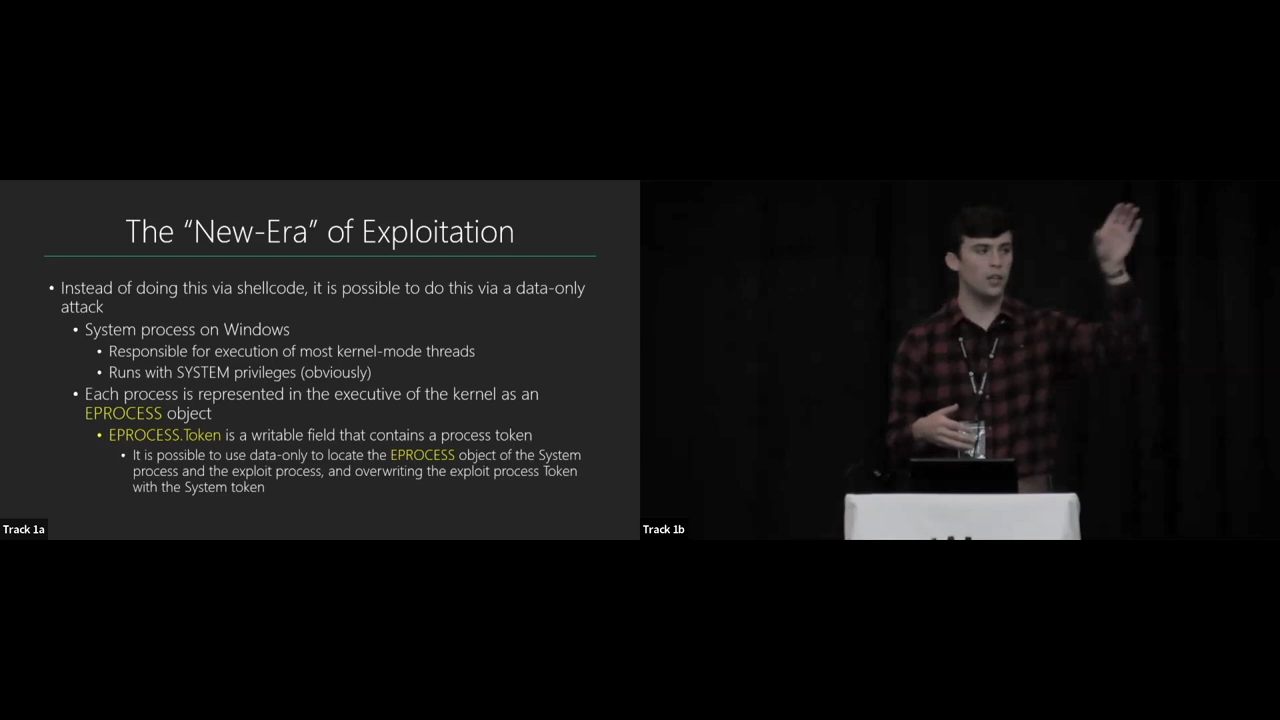 The “New-Era” of Exploitation
• Instead of doing this via shellcode, it is possible to do this via a data-only
attack
• System process on Windows
• Responsible for execution of most kernel-mode threads
• Runs with SYSTEM privileges (obviously)
• Each process is represented in the executive of the kernel as an
EPROCESS object
• EPROCESS.Token is a writable field that contains a process token
• It is possible to use data-only to locate the EPROCESS object of the System
process and the exploit process, and overwriting the exploit process Token
with the System token
Track 1a
Track 1b